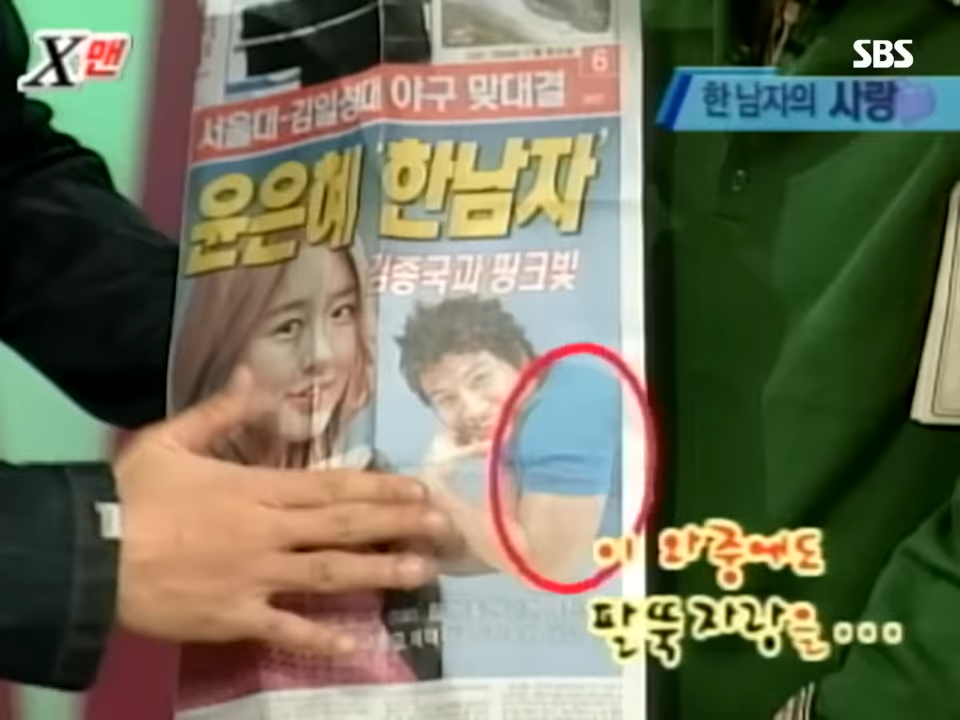 X맨
SBS
한 남자의 사랑
6
서울대-김일성대 야구 맞대결
윤은혜 '한남자'
김종국과 핑크빛
이 와중에도
팔뚝자랑을...